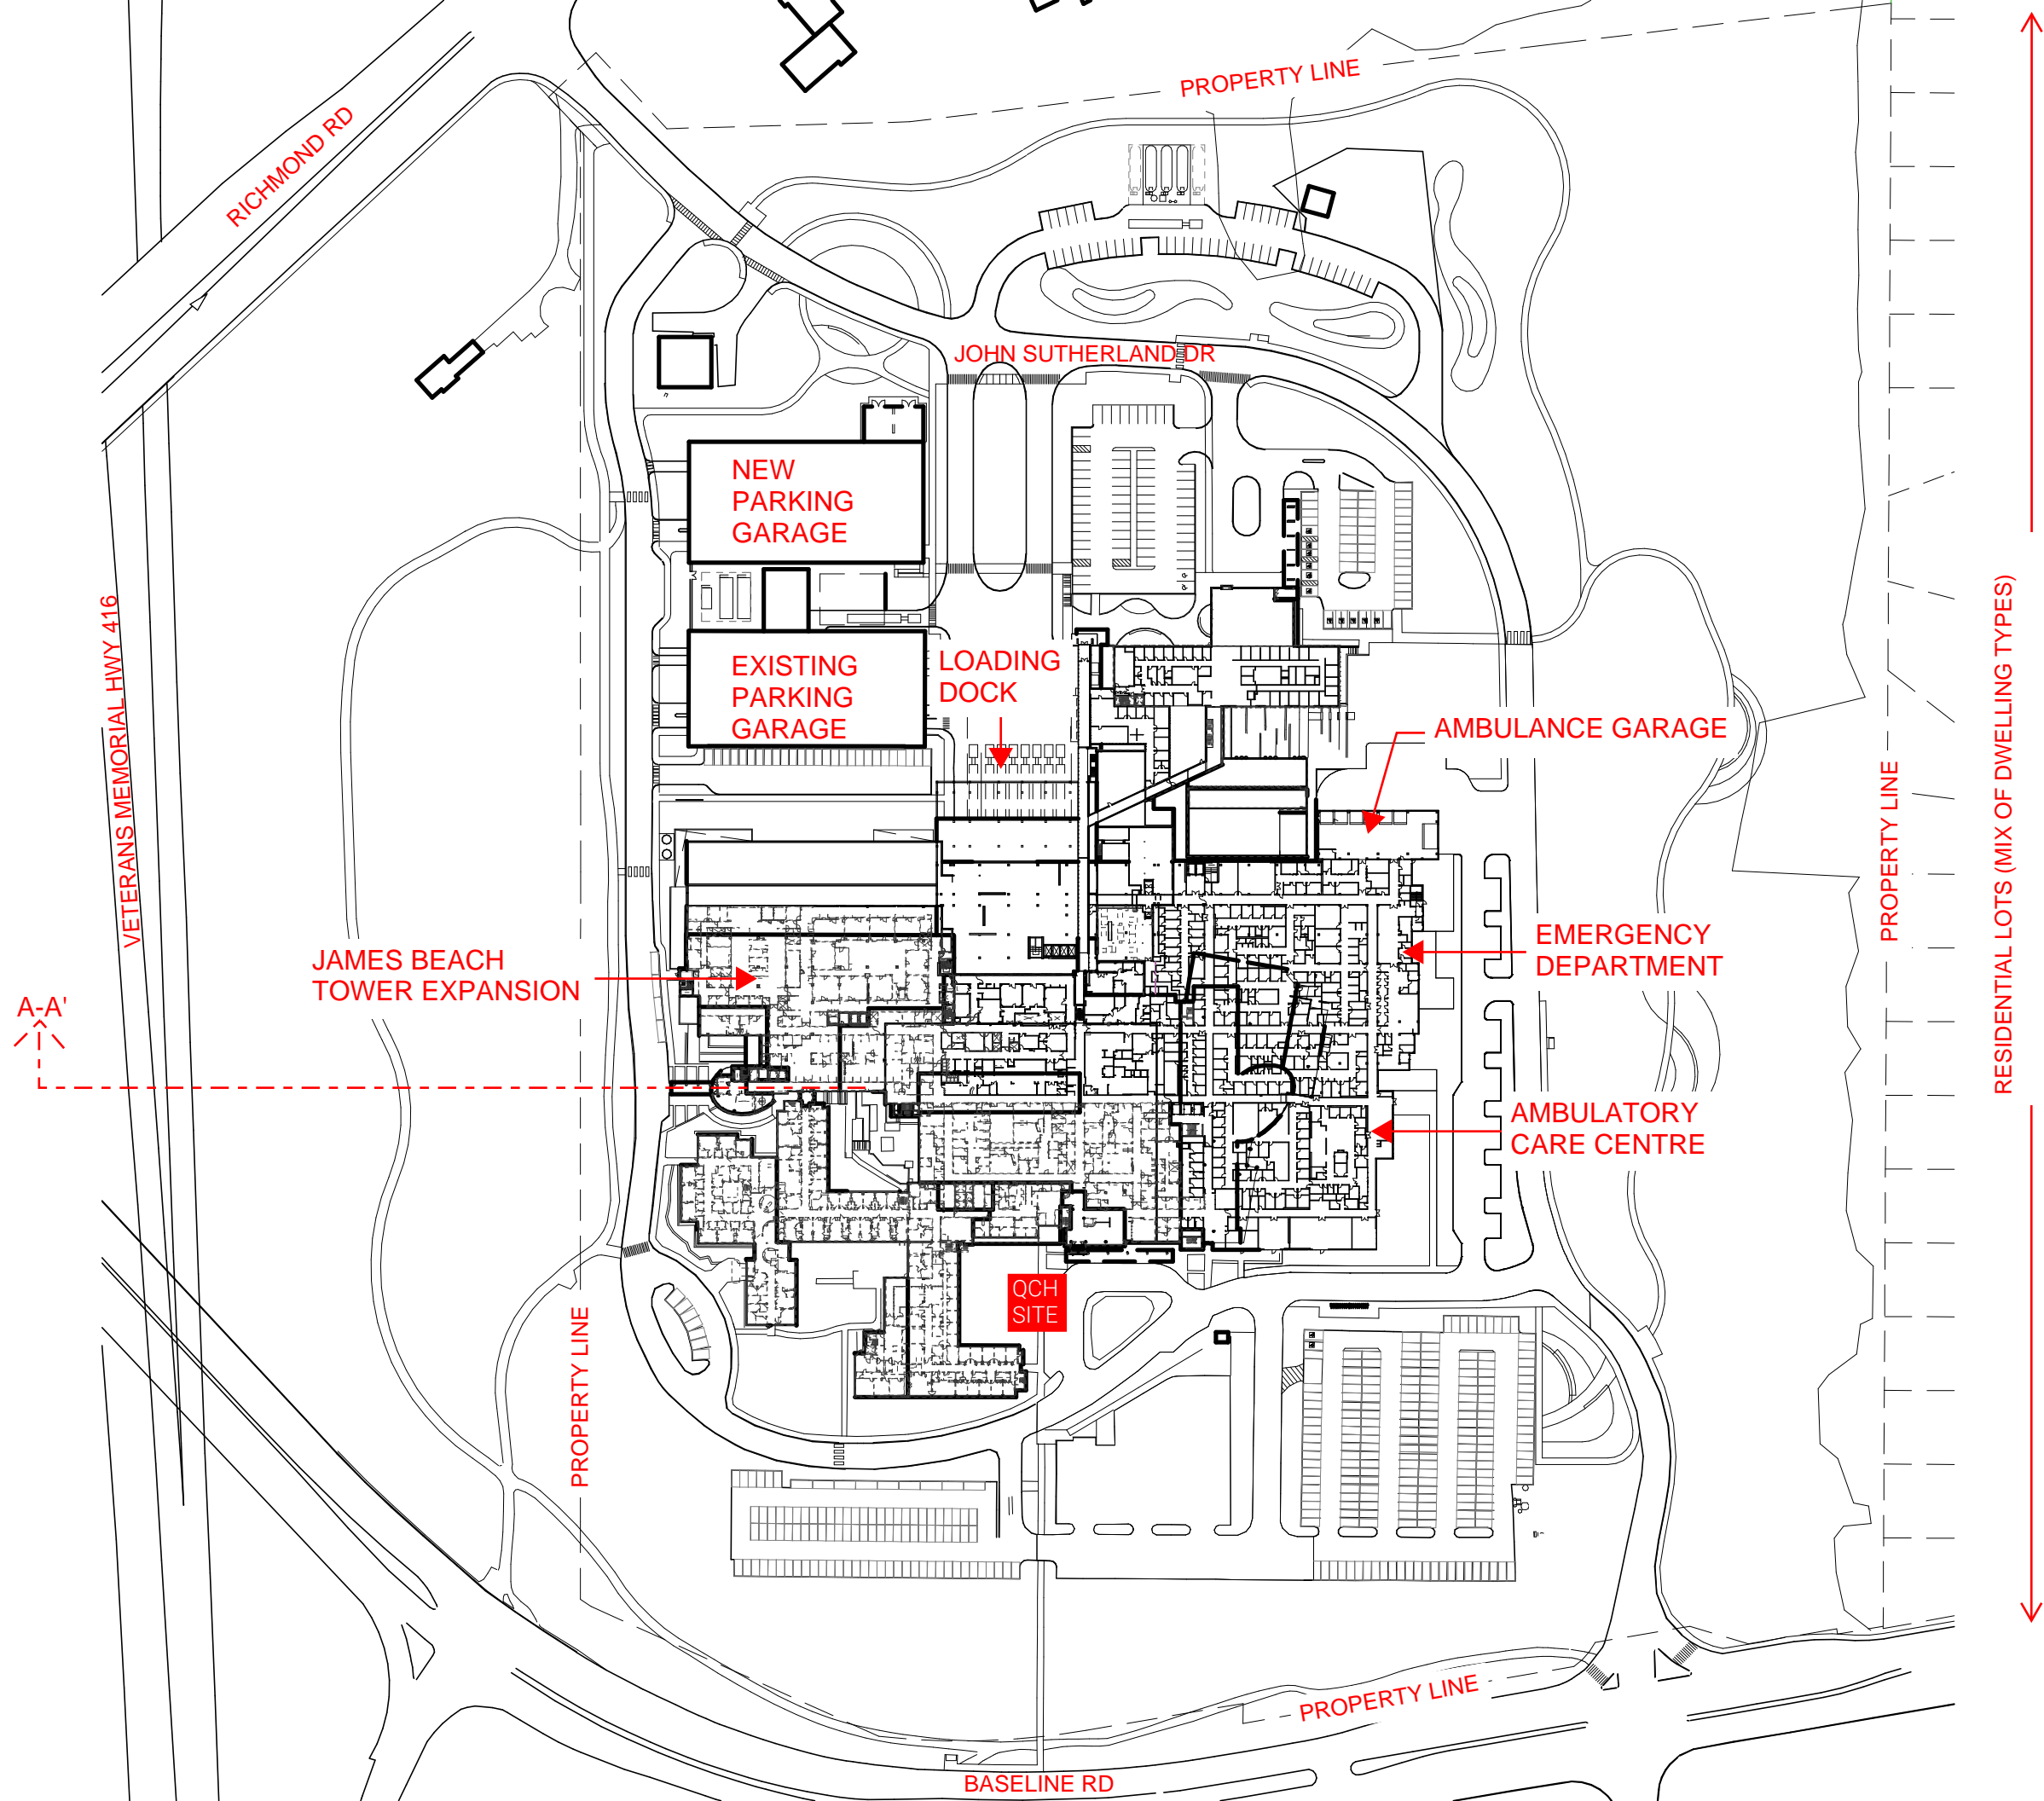 PROPERTY LINE
RICHMOND RD
JOHN SUTHERLAND DR
NEW
PARKING
GARAGE
EXISTING
PARKING
GARAGE
LOADING
DOCK
AMBULANCE GARAGE
VETERANS MEMORIAL HWY 416
PROPERTY LINE
RESIDENTIAL LOTS (MIX OF DWELLING TYPES)
JAMES BEACH
TOWER EXPANSION
EMERGENCY
DEPARTMENT
A-A'
AMBULATORY
CARE CENTRE
QCH
SITE
PROPERTY LINE
PROPERTY LINE
BASELINE RD